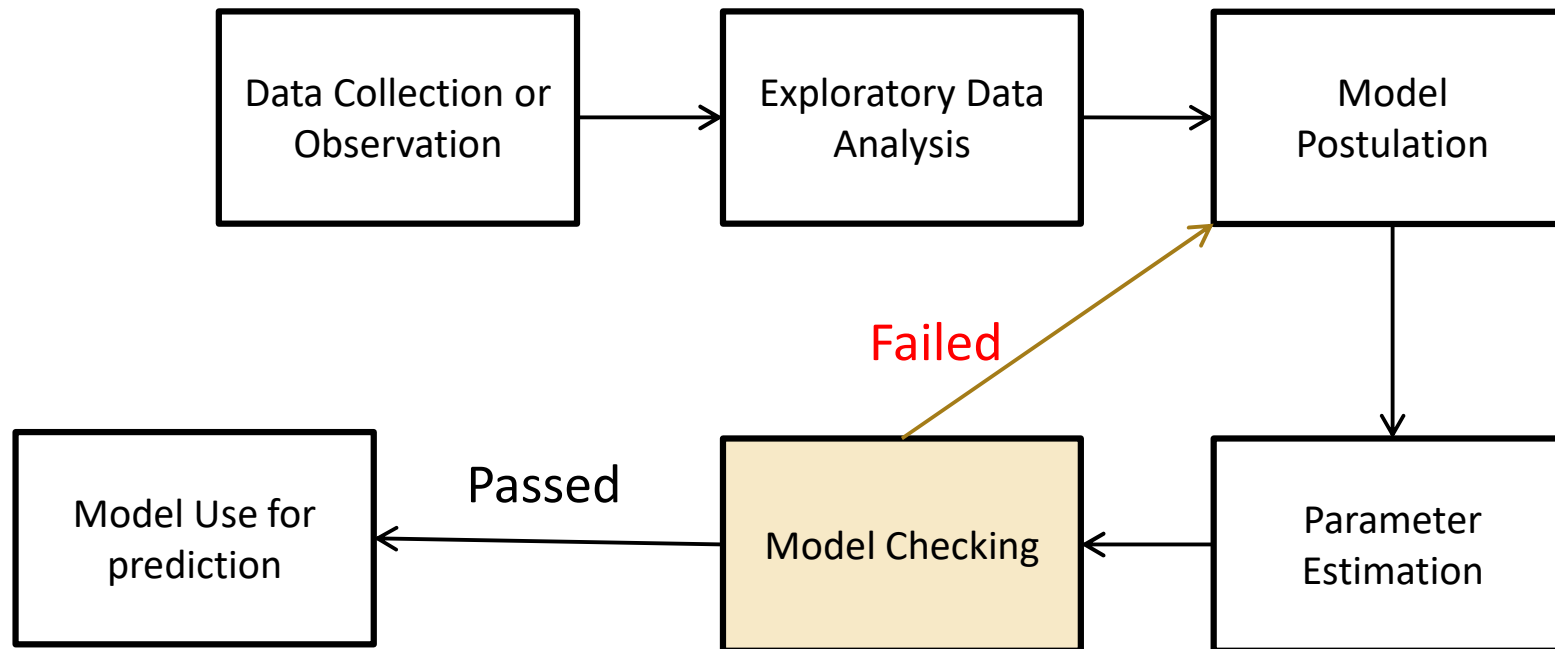 Data Collection or
Observation
Exploratory Data
Analysis
Model
Postulation
Failed
Passed
Model Use for
prediction
Model Checking
Parameter
Estimation